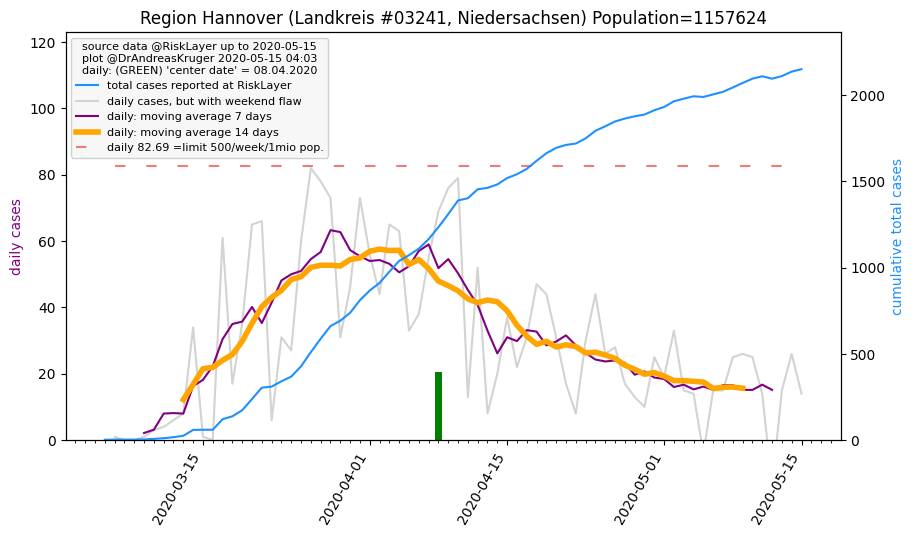 Region Hannover (Landkreis #03241, Niedersachsen) Population=1157624
source data @RiskLayer up to 2020-05-15
plot @DrAndreasKruger 2020-05-15 04:03
daily: (GREEN) 'center date' = 08.04.2020
total cases reported at RiskLayer
daily cases, but with weekend flaw
daily: moving average 7 days
daily: moving average 14 days
daily 82.69 =limit 500/week/1mio pop.
daily cases
120
100
80
60
40
20
0
cumulative total cases
2000
1500
1000
500
0
2020-03-15
2020-04-01
2020-04-15
2020-05-01
2020-05-15